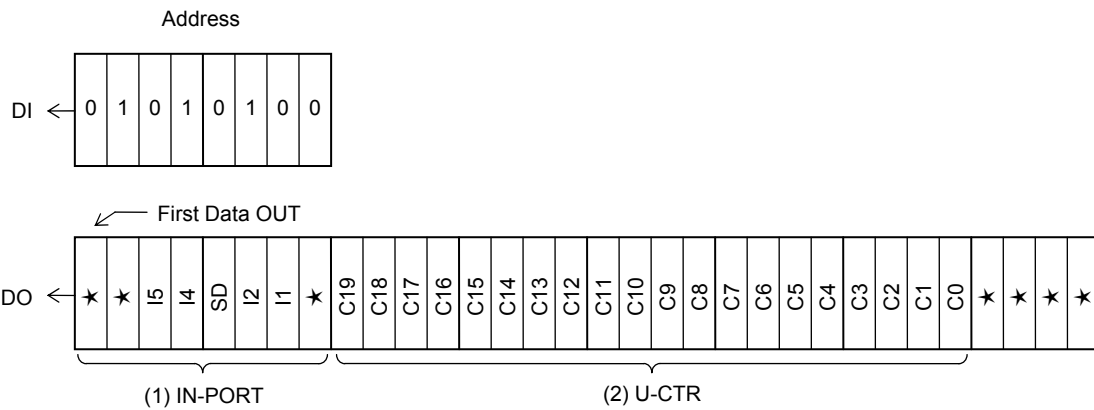 Address
DI 0 1 0 1 0 1 0 0
First Data OUT
DO ★ ★ I5 I4 SD I2 I1 ★ C19 C18 C17 C16 C15 C14 C13 C12 C11 C10 C9 C8 C7 C6 C5 C4 C3 C2 C1 C0 ★ ★ ★ ★
(1) IN-PORT (2) U-CTR